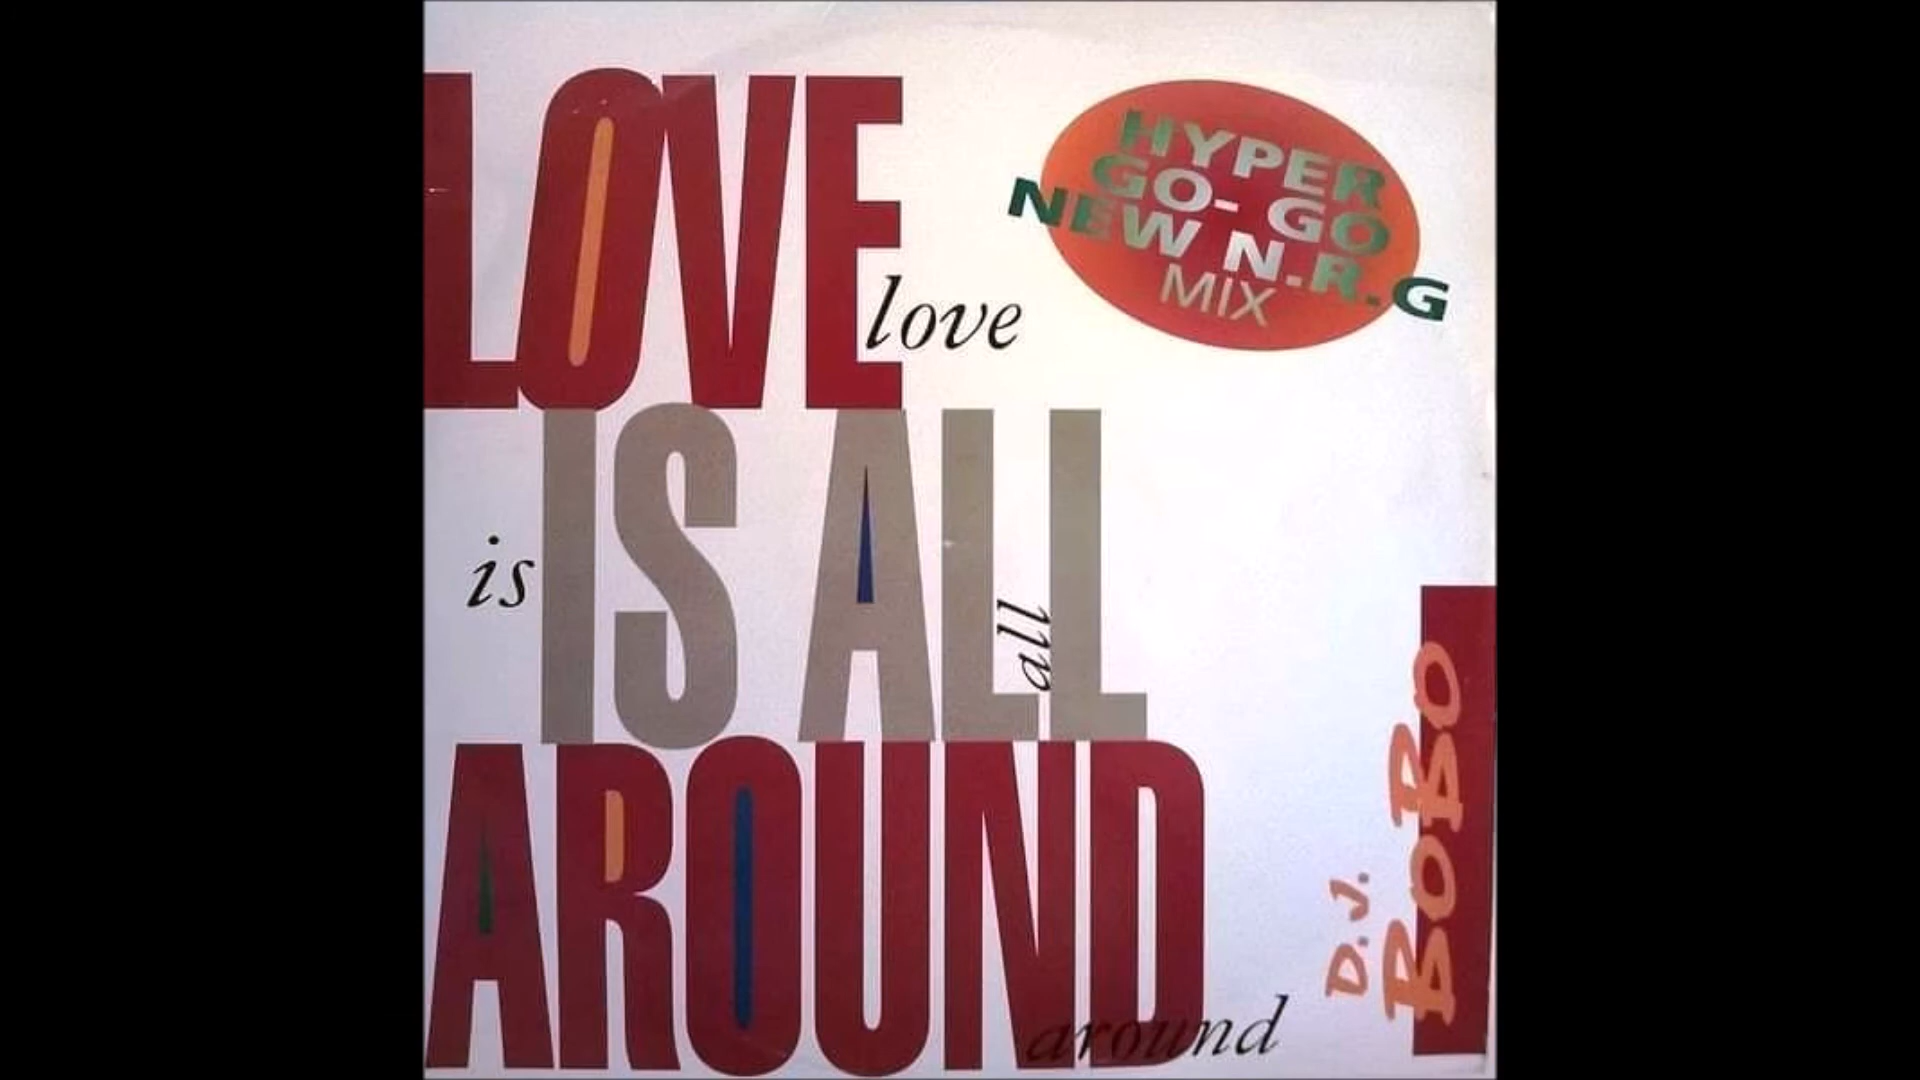 LOVE
love
HYPER
GO- GO
NEW N.R.G
MIX
IS ALL
is
all
AROUND
around
D.J.
BOBO